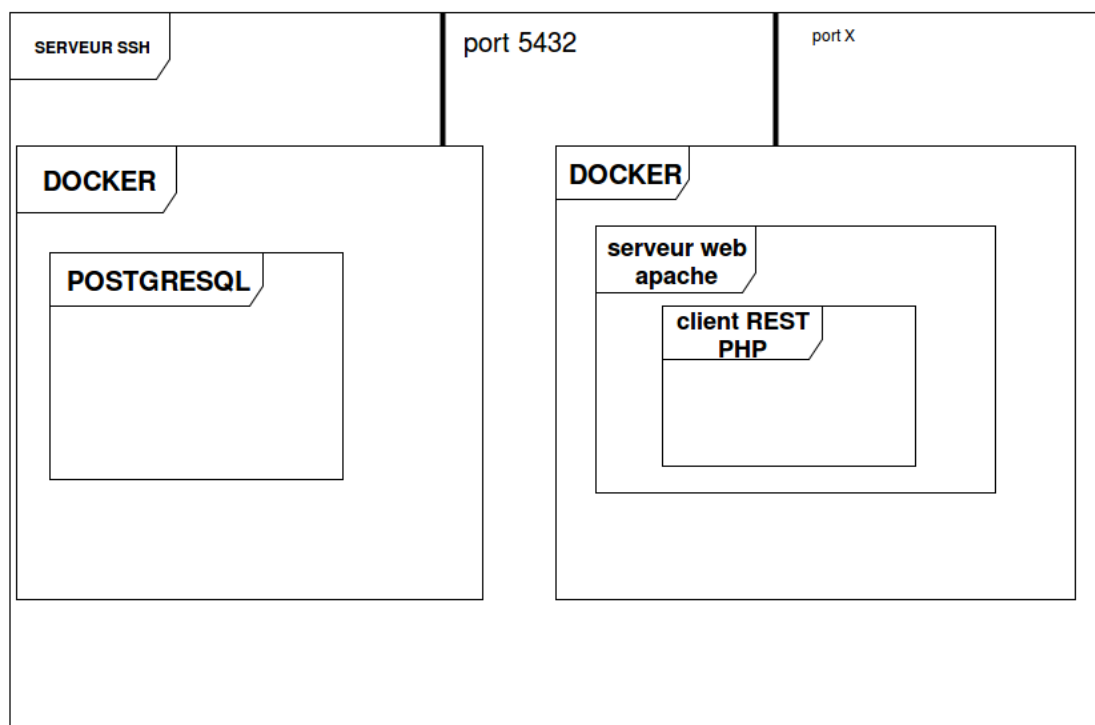 SERVEUR SSH
port 5432
port X
DOCKER
DOCKER
POSTGRESQL
serveur web
apache
client REST
PHP